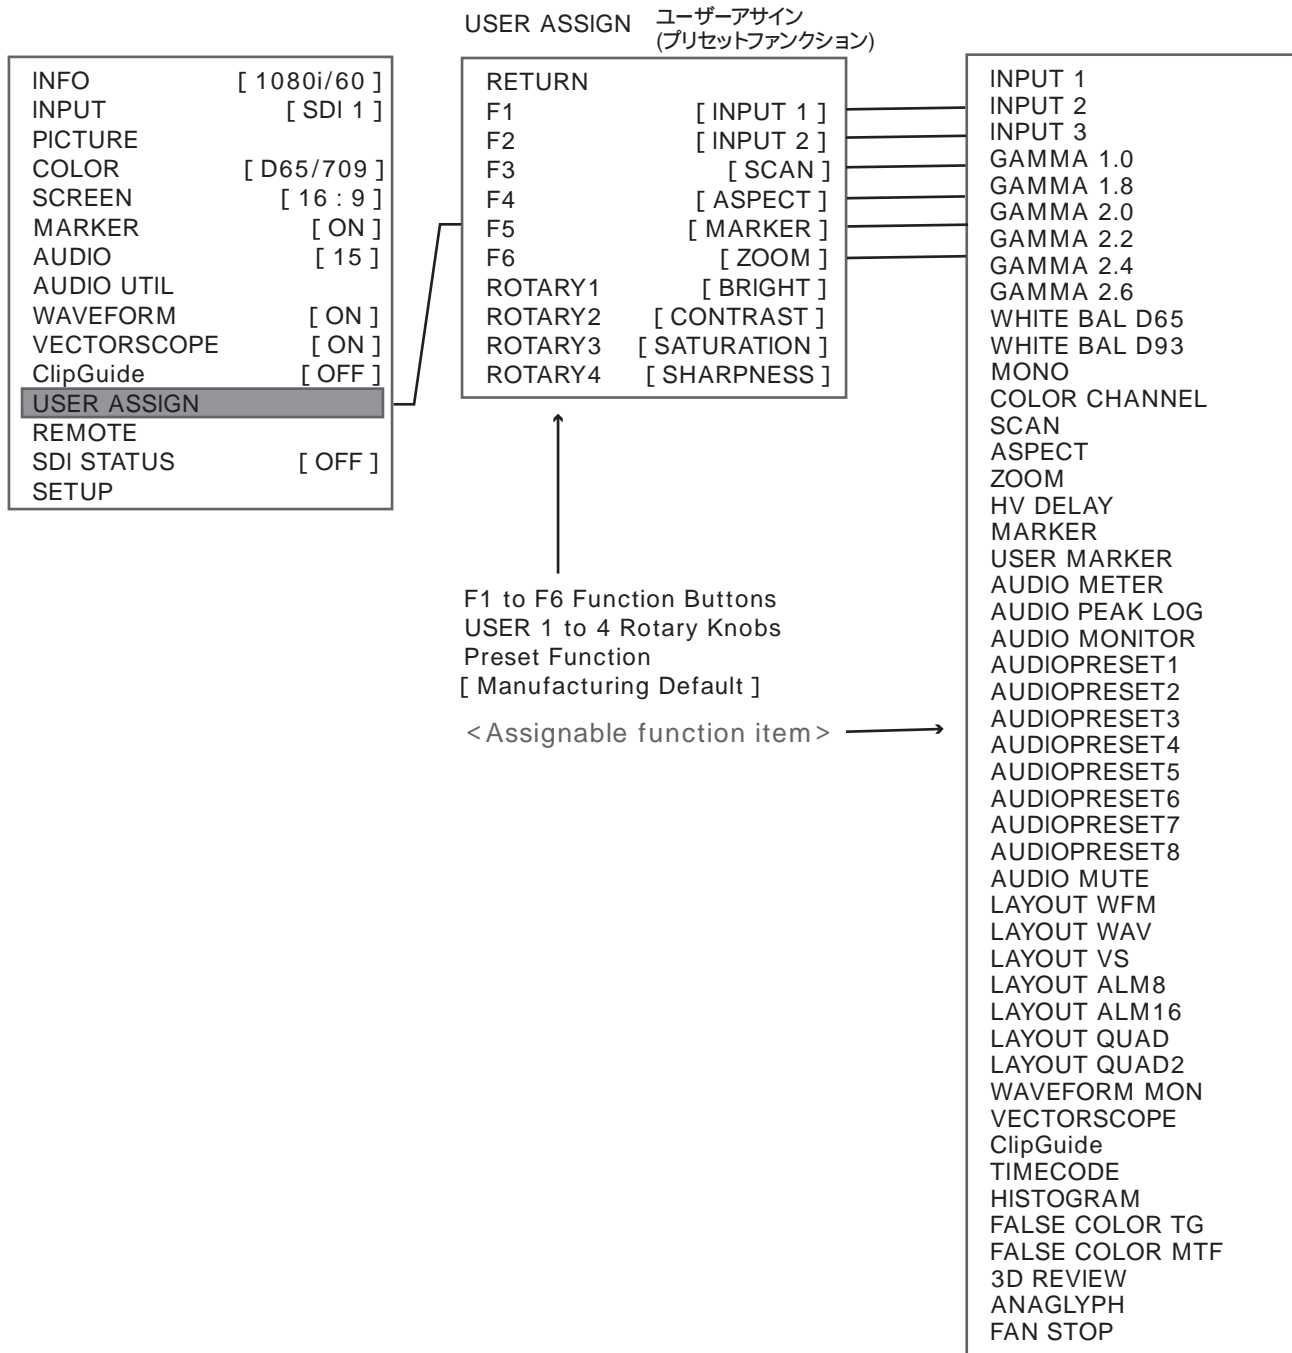 USER ASSIGN ユーザーアサイン
(プリセットファンクション)
INFO [ 1080i/60 ]
INPUT [ SDI 1 ]
PICTURE
COLOR [ D65/709 ]
SCREEN [ 16 : 9 ]
MARKER [ ON ]
AUDIO [ 15 ]
AUDIO UTIL
WAVEFORM [ ON ]
VECTORSCOPE [ ON ]
ClipGuide [ OFF ]
USER ASSIGN
REMOTE
SDI STATUS [ OFF ]
SETUP
RETURN
F1 [ INPUT 1 ]
F2 [ INPUT 2 ]
F3 [ SCAN ]
F4 [ ASPECT ]
F5 [ MARKER ]
F6 [ ZOOM ]
ROTARY1 [ BRIGHT ]
ROTARY2 [ CONTRAST ]
ROTARY3 [ SATURATION ]
ROTARY4 [ SHARPNESS ]
F1 to F6 Function Buttons
USER 1 to 4 Rotary Knobs
Preset Function
[ Manufacturing Default ]
<Assignable function item>
INPUT 1
INPUT 2
INPUT 3
GAMMA 1.0
GAMMA 1.8
GAMMA 2.0
GAMMA 2.2
GAMMA 2.4
GAMMA 2.6
WHITE BAL D65
WHITE BAL D93
MONO
COLOR CHANNEL
SCAN
ASPECT
ZOOM
HV DELAY
MARKER
USER MARKER
AUDIO METER
AUDIO PEAK LOG
AUDIO MONITOR
AUDIOPRESET1
AUDIOPRESET2
AUDIOPRESET3
AUDIOPRESET4
AUDIOPRESET5
AUDIOPRESET6
AUDIOPRESET7
AUDIOPRESET8
AUDIO MUTE
LAYOUT WFM
LAYOUT WAV
LAYOUT VS
LAYOUT ALM8
LAYOUT ALM16
LAYOUT QUAD
LAYOUT QUAD2
WAVEFORM MON
VECTORSCOPE
ClipGuide
TIMECODE
HISTOGRAM
FALSE COLOR TG
FALSE COLOR MTF
3D REVIEW
ANAGLYPH
FAN STOP